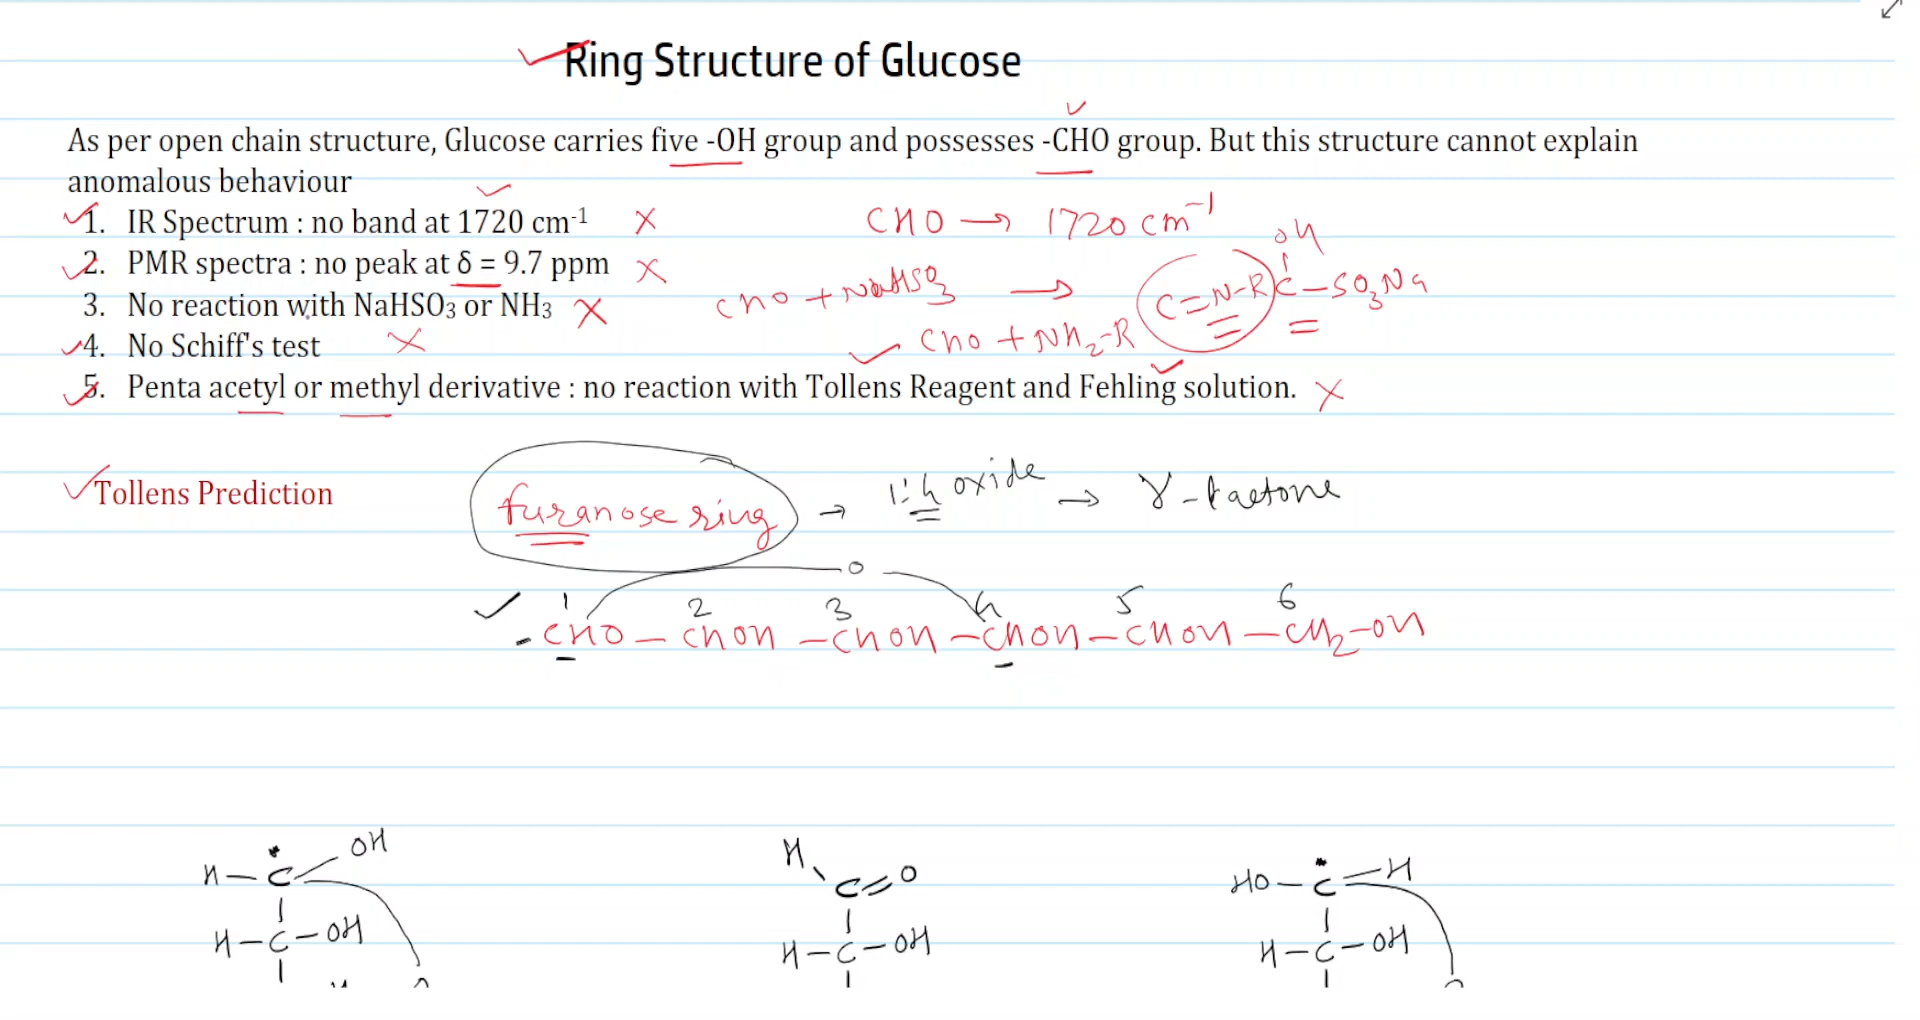 Ring Structure of Glucose
As per open chain structure, Glucose carries five -OH group and possesses -CHO group. But this structure cannot explain
anomalous behaviour
1. IR Spectrum : no band at 1720 cm-1 X CHO → 1720 cm-1
2. PMR spectra : no peak at δ = 9.7 ppm X
OH
3. No reaction with NaHSO3 or NH3 X CHO + NaHSO3 → C=N-R C-SO3Na
4. No Schiff's test X CHO + NH2-R
5. Penta acetyl or methyl derivative : no reaction with Tollens Reagent and Fehling solution. X
Tollens Prediction furanose ring → 1:4 oxide → γ-lactone
O
1 2 3 4 5 6
CHO - CHOH - CHOH - CHOH - CHOH - CH2-OH
H-C OH
H-C-OH
H C=O
H-C-OH
HO-C-H
H-C-OH